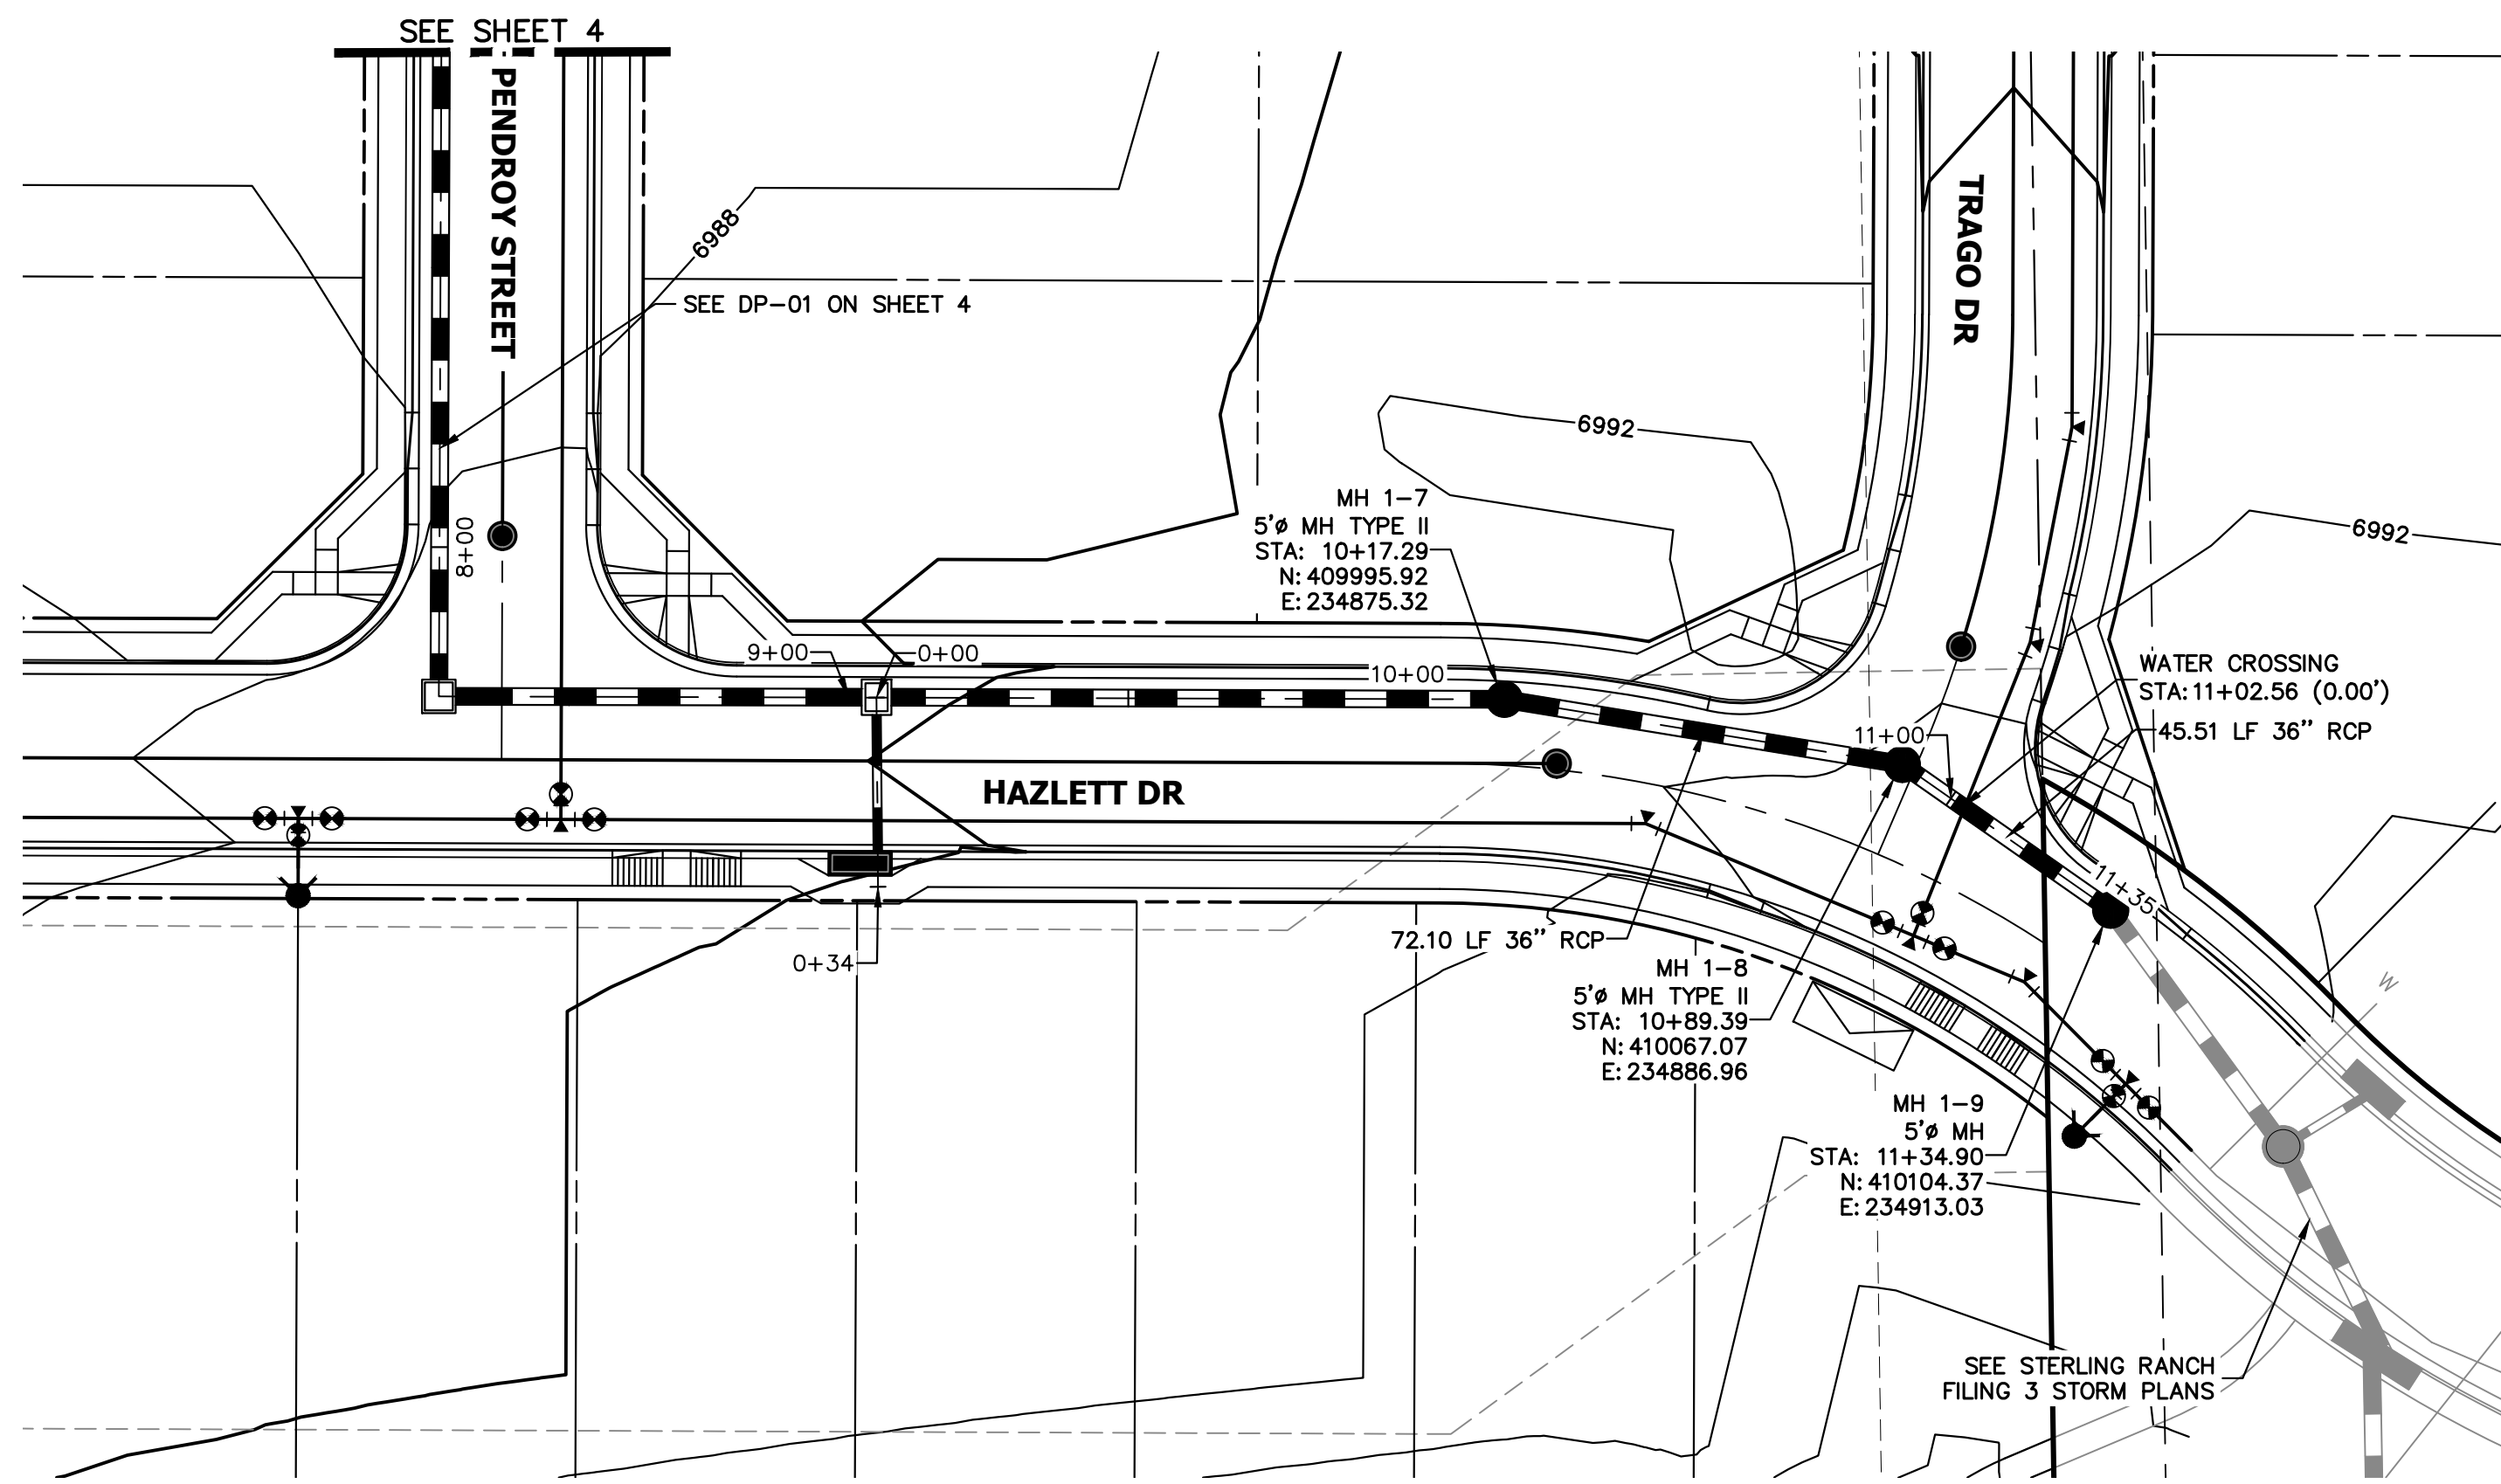 SEE SHEET 4
PENDROY STREET
TRAGO DR
6988
SEE DP-01 ON SHEET 4
6992
MH 1-7
5'ø MH TYPE II
STA: 10+17.29
N: 409995.92
E: 234875.32
6992
8+00
9+00
0+00
10+00
WATER CROSSING
STA: 11+02.56 (0.00')
45.51 LF 36" RCP
11+00
HAZLETT DR
11+35
72.10 LF 36" RCP
0+34
MH 1-8
5'ø MH TYPE II
STA: 10+89.39
N: 410067.07
E: 234886.96
W
MH 1-9
5'ø MH
STA: 11+34.90
N: 410104.37
E: 234913.03
SEE STERLING RANCH
FILING 3 STORM PLANS